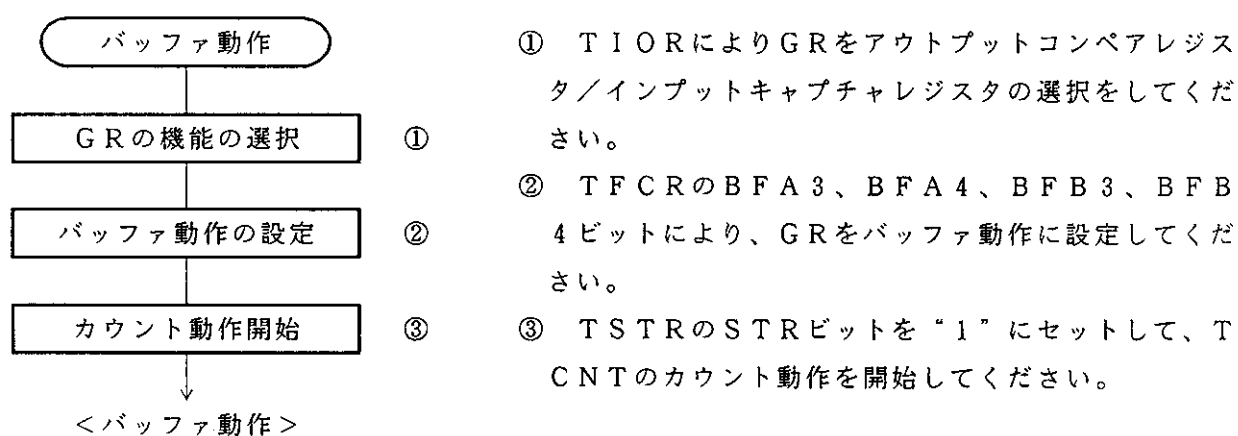 バッファ動作
GRの機能の選択 ①
バッファ動作の設定 ②
カウント動作開始 ③
<バッファ動作>
① TIORによりGRをアウトプットコンペアレジス
タ/インプットキャプチャレジスタの選択をしてくだ
さい。
② TFCRのBFA3、BFA4、BFB3、BFB
4ビットにより、GRをバッファ動作に設定してくだ
さい。
③ TSTRのSTRビットを“1”にセットして、T
CNTのカウント動作を開始してください。